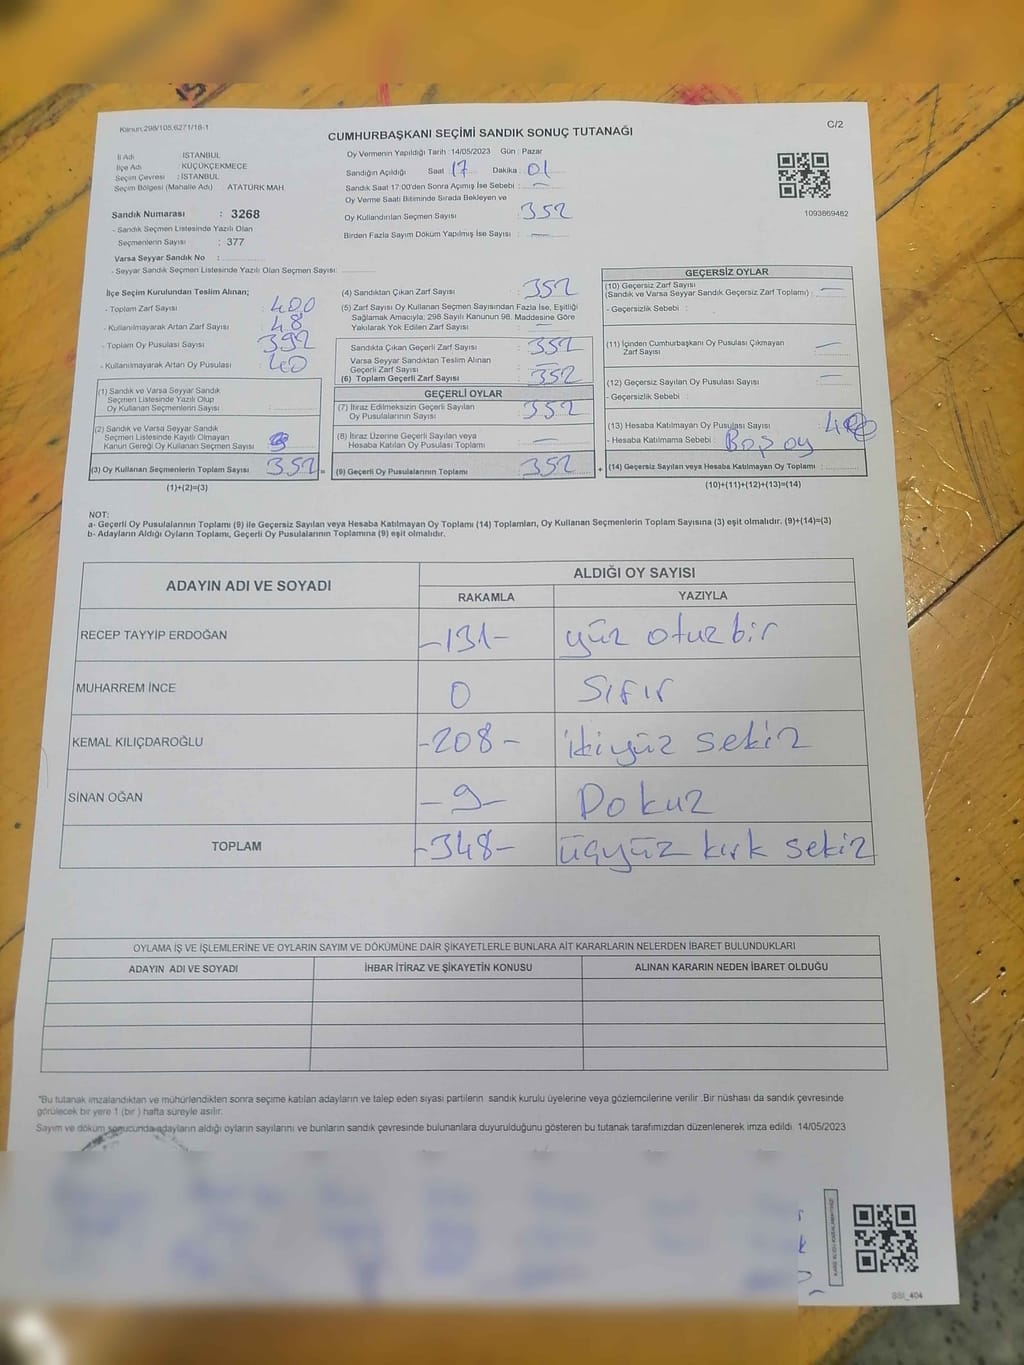 Kanun:298/105,6271/16-1
C/2
CUMHURBAŞKANI SEÇİMİ SANDIK SONUÇ TUTANAĞI
İl Adı : İSTANBUL
İlçe Adı : KÜÇÜKÇEKMECE
Seçim Çevresi : İSTANBUL
Seçim Bölgesi (Mahalle Adı) ATATÜRK MAH
Sandık Numarası : 3268
- Sandık Seçmen Listesinde Yazılı Olan
Seçmenlerin Sayısı : 377
Varsa Seyyar Sandık No :
- Seyyar Sandık Seçmen Listesinde Yazılı Olan Seçmen Sayısı:
Oy Vermenin Yapıldığı Tarih :14/05/2023 Gün : Pazar
Sandığın Açıldığı Saat 17 Dakika 01
Sandık Saat 17:00'den Sonra Açımış İse Sebebi : —
Oy Verme Saati Bitiminde Sırada Bekleyen ve
Oy Kullandırılan Seçmen Sayısı : 352
Birden Fazla Sayım Döküm Yapılmış İse Sayısı : —
1093869482
İlçe Seçim Kurulundan Teslim Alınan;
- Toplam Zarf Sayısı : 400
- Kullanılmayarak Artan Zarf Sayısı : 48
- Toplam Oy Pusulası Sayısı : 392
- Kullanılmayarak Artan Oy Pusulası : 40
(1) Sandık ve Varsa Seyyar Sandık
Seçmen Listesinde Yazılı Olup
Oy Kullanan Seçmenlerin Sayısı :
(2) Sandık ve Varsa Seyyar Sandık
Seçmen Listesinde Kayıtlı Olmayan
Kanun Gereği Oy Kullanan Seçmen Sayısı
(3) Oy Kullanan Seçmenlerin Toplam Sayısı 352 =
(1)+(2)=(3)
(4) Sandıktan Çıkan Zarf Sayısı : 352
(5) Zarf Sayısı Oy Kullanan Seçmen Sayısından Fazla İse, Eşitliği
Sağlamak Amacıyla; 298 Sayılı Kanunun 98. Maddesine Göre
Yakılarak Yok Edilen Zarf Sayısı : —
Sandıkta Çıkan Geçerli Zarf Sayısı : 352
Varsa Seyyar Sandıktan Teslim Alınan
Geçerli Zarf Sayısı : —
(6) Toplam Geçerli Zarf Sayısı : 352
GEÇERLİ OYLAR
(7) İtiraz Edilmeksizin Geçerli Sayılan
Oy Pusulalarının Sayısı : 352
(8) İtiraz Üzerine Geçerli Sayılan veya
Hesaba Katılan Oy Pusulası Toplamı : —
(9) Geçerli Oy Pusulalarının Toplamı : 352 +
GEÇERSİZ OYLAR
(10) Geçersiz Zarf Sayısı
(Sandık ve Varsa Seyyar Sandık Geçersiz Zarf Toplamı) : —
- Geçersizlik Sebebi :
(11) İçinden Cumhurbaşkanı Oy Pusulası Çıkmayan
Zarf Sayısı : —
(12) Geçersiz Sayılan Oy Pusulası Sayısı : —
- Geçersizlik Sebebi :
(13) Hesaba Katılmayan Oy Pusulası Sayısı :
- Hesaba Katılmama Sebebi : Boş oy
(14) Geçersiz Sayılan veya Hesaba Katılmayan Oy Toplamı :
(10)+(11)+(12)+(13)=(14)
NOT:
a- Geçerli Oy Pusulalarının Toplamı (9) ile Geçersiz Sayılan veya Hesaba Katılmayan Oy Toplamı (14) Toplamları, Oy Kullanan Seçmenlerin Toplam Sayısına (3) eşit olmalıdır. (9)+(14)=(3)
b- Adayların Aldığı Oyların Toplamı, Geçerli Oy Pusulalarının Toplamına (9) eşit olmalıdır.
ADAYIN ADI VE SOYADI
ALDIĞI OY SAYISI
RAKAMLA YAZIYLA
RECEP TAYYİP ERDOĞAN -131- yüz otuz bir
MUHARREM İNCE 0 Sıfır
KEMAL KILIÇDAROĞLU -208- ikiyüz sekiz
SİNAN OĞAN -9- Dokuz
TOPLAM -348- üçyüz kırk sekiz
OYLAMA İŞ VE İŞLEMLERİNE VE OYLARIN SAYIM VE DÖKÜMÜNE DAİR ŞİKAYETLERLE BUNLARA AİT KARARLARIN NELERDEN İBARET BULUNDUKLARI
ADAYIN ADI VE SOYADI İHBAR İTİRAZ VE ŞİKAYETİN KONUSU ALINAN KARARIN NEDEN İBARET OLDUĞU
"Bu tutanak imzalandıktan ve mühürlendikten sonra seçime katılan adayların ve talep eden siyasi partilerin sandık kurulu üyelerine veya gözlemcilerine verilir .Bir nüshası da sandık çevresinde
görülecek bir yere 1 (bir ) hafta süreyle asılır.
Sayım ve döküm sonucunda adayların aldığı oyların sayılarını ve bunların sandık çevresinde bulunanlara duyurulduğunu gösteren bu tutanak tarafımızdan düzenlenerek imza edildi. 14/05/2023
SSI_404